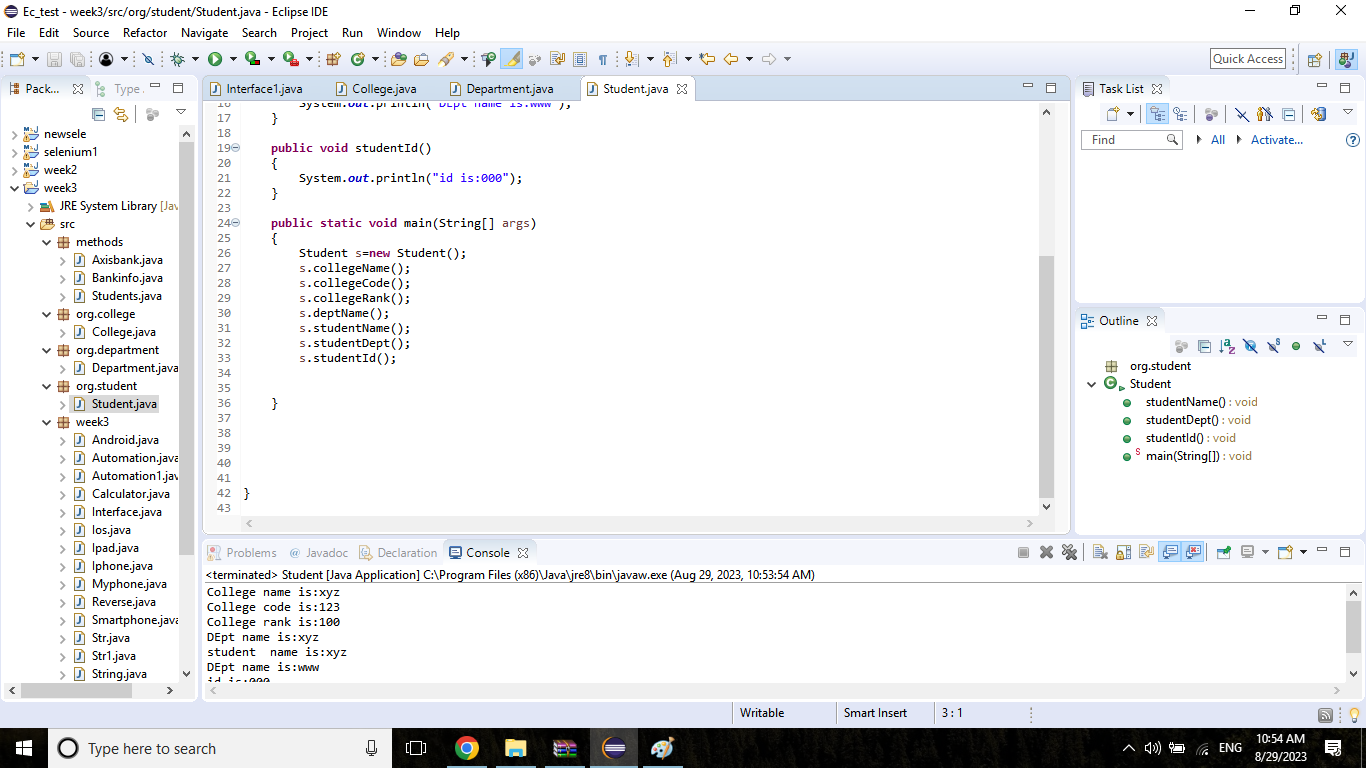 Ec_test - week3/src/org/student/Student.java - Eclipse IDE
File Edit Source Refactor Navigate Search Project Run Window Help
Quick Access
Pack... Type
newsele
selenium1
week2
week3
JRE System Library [Jav
src
methods
Axisbank.java
Bankinfo.java
Students.java
org.college
College.java
org.department
Department.java
org.student
Student.java
week3
Android.java
Automation.java
Automation1.jav
Calculator.java
Interface.java
Ios.java
Ipad.java
Iphone.java
Myphone.java
Reverse.java
Smartphone.java
Str.java
Str1.java
String.java
Interface1.java College.java Department.java Student.java
16 System.out.println("DEpt name is:www");
17 }
18
19 public void studentId()
20 {
21 System.out.println("id is:000");
22 }
23
24 public static void main(String[] args)
25 {
26 Student s=new Student();
27 s.collegeName();
28 s.collegeCode();
29 s.collegeRank();
30 s.deptName();
31 s.studentName();
32 s.studentDept();
33 s.studentId();
34
35
36 }
37
38
39
40
41
42 }
43
Task List
Find All Activate...
Outline
org.student
Student
studentName() : void
studentDept() : void
studentId() : void
main(String[]) : void
Problems @ Javadoc Declaration Console
<terminated> Student [Java Application] C:\Program Files (x86)\Java\jre8\bin\javaw.exe (Aug 29, 2023, 10:53:54 AM)
College name is:xyz
College code is:123
College rank is:100
DEpt name is:xyz
student  name is:xyz
DEpt name is:www
id is:000
Writable Smart Insert 3 : 1
Type here to search
ENG
10:54 AM
8/29/2023